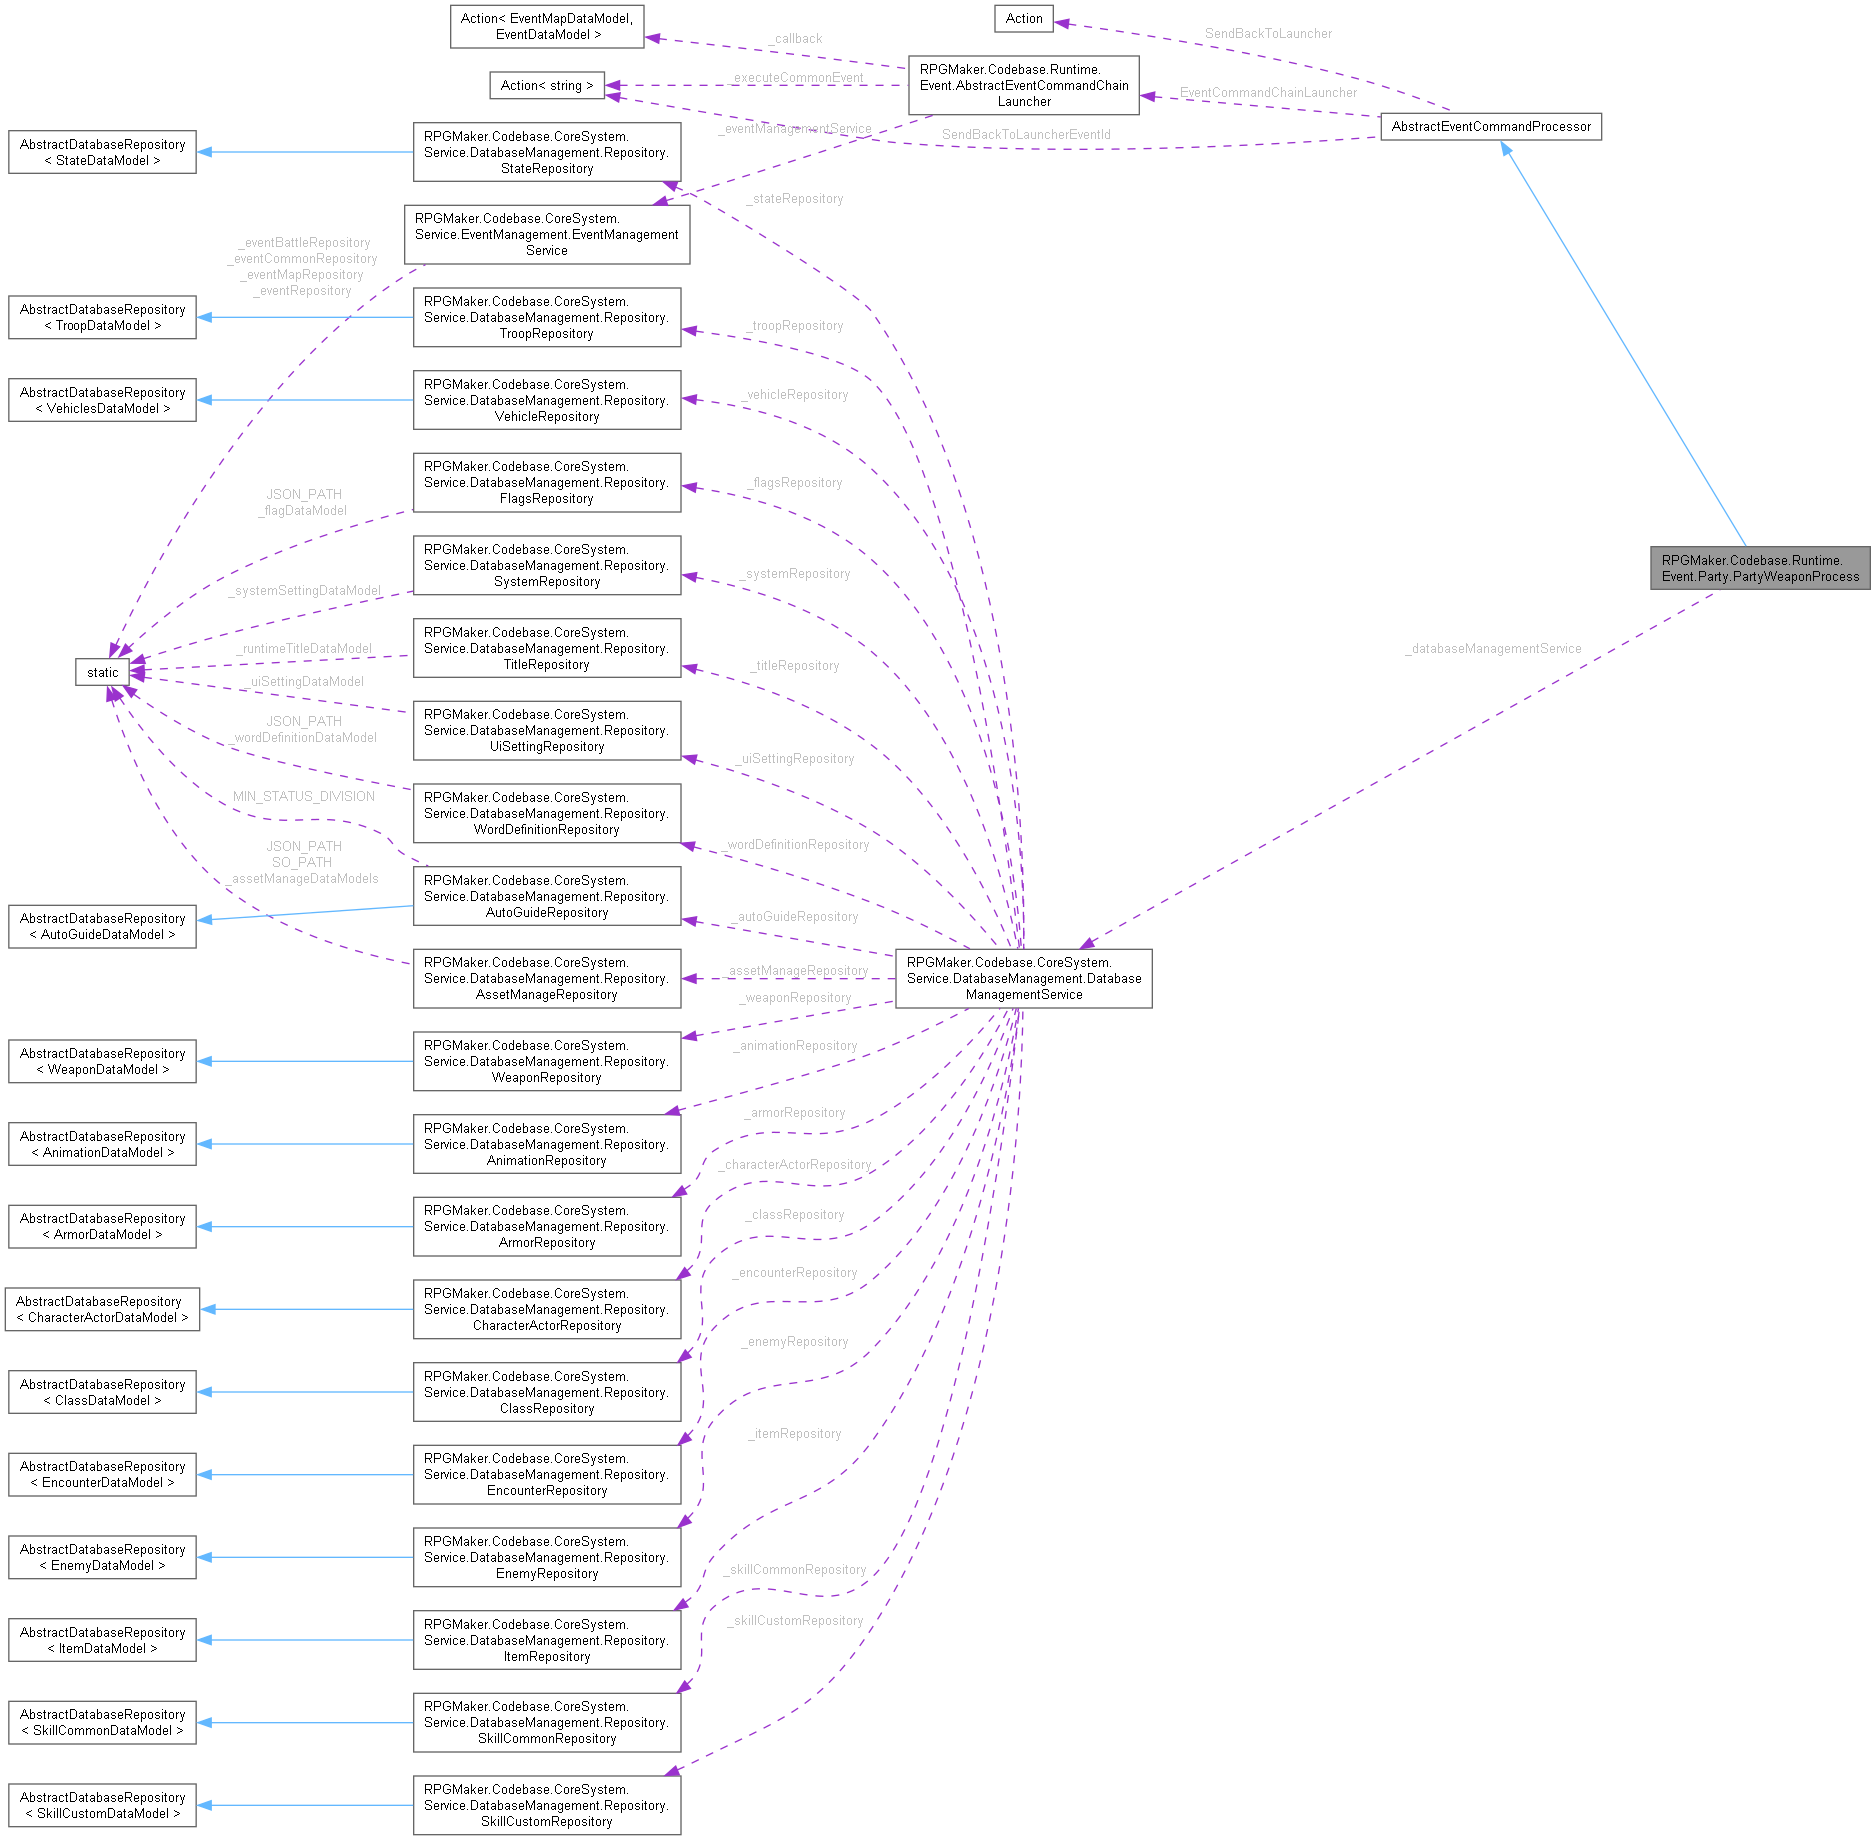 Action< EventMapDataModel,
EventDataModel >
Action
SendBackToLauncher
_callback
RPGMaker.Codebase.Runtime.
Event.AbstractEventCommandChain
Launcher
Action< string >
_executeCommonEvent
EventCommandChainLauncher
AbstractEventCommandProcessor
_eventManagementService
SendBackToLauncherEventId
AbstractDatabaseRepository
< StateDataModel >
RPGMaker.Codebase.CoreSystem.
Service.DatabaseManagement.Repository.
StateRepository
_stateRepository
RPGMaker.Codebase.CoreSystem.
Service.EventManagement.EventManagement
Service
_eventBattleRepository
_eventCommonRepository
_eventMapRepository
_eventRepository
AbstractDatabaseRepository
< TroopDataModel >
RPGMaker.Codebase.CoreSystem.
Service.DatabaseManagement.Repository.
TroopRepository
_troopRepository
AbstractDatabaseRepository
< VehiclesDataModel >
RPGMaker.Codebase.CoreSystem.
Service.DatabaseManagement.Repository.
VehicleRepository
_vehicleRepository
RPGMaker.Codebase.CoreSystem.
Service.DatabaseManagement.Repository.
FlagsRepository
_flagsRepository
JSON_PATH
_flagDataModel
RPGMaker.Codebase.CoreSystem.
Service.DatabaseManagement.Repository.
SystemRepository
_systemRepository
_systemSettingDataModel
RPGMaker.Codebase.Runtime.
Event.Party.PartyWeaponProcess
_databaseManagementService
RPGMaker.Codebase.CoreSystem.
Service.DatabaseManagement.Repository.
TitleRepository
_titleRepository
_runtimeTitleDataModel
static
_uiSettingDataModel
RPGMaker.Codebase.CoreSystem.
Service.DatabaseManagement.Repository.
UiSettingRepository
_uiSettingRepository
JSON_PATH
_wordDefinitionDataModel
RPGMaker.Codebase.CoreSystem.
Service.DatabaseManagement.Repository.
WordDefinitionRepository
_wordDefinitionRepository
MIN_STATUS_DIVISION
JSON_PATH
SO_PATH
_assetManageDataModels
AbstractDatabaseRepository
< AutoGuideDataModel >
RPGMaker.Codebase.CoreSystem.
Service.DatabaseManagement.Repository.
AutoGuideRepository
_autoGuideRepository
RPGMaker.Codebase.CoreSystem.
Service.DatabaseManagement.Repository.
AssetManageRepository
_assetManageRepository
RPGMaker.Codebase.CoreSystem.
Service.DatabaseManagement.Database
ManagementService
AbstractDatabaseRepository
< WeaponDataModel >
RPGMaker.Codebase.CoreSystem.
Service.DatabaseManagement.Repository.
WeaponRepository
_weaponRepository
AbstractDatabaseRepository
< AnimationDataModel >
RPGMaker.Codebase.CoreSystem.
Service.DatabaseManagement.Repository.
AnimationRepository
_animationRepository
AbstractDatabaseRepository
< ArmorDataModel >
RPGMaker.Codebase.CoreSystem.
Service.DatabaseManagement.Repository.
ArmorRepository
_armorRepository
AbstractDatabaseRepository
< CharacterActorDataModel >
RPGMaker.Codebase.CoreSystem.
Service.DatabaseManagement.Repository.
CharacterActorRepository
_characterActorRepository
AbstractDatabaseRepository
< ClassDataModel >
RPGMaker.Codebase.CoreSystem.
Service.DatabaseManagement.Repository.
ClassRepository
_classRepository
AbstractDatabaseRepository
< EncounterDataModel >
RPGMaker.Codebase.CoreSystem.
Service.DatabaseManagement.Repository.
EncounterRepository
_encounterRepository
AbstractDatabaseRepository
< EnemyDataModel >
RPGMaker.Codebase.CoreSystem.
Service.DatabaseManagement.Repository.
EnemyRepository
_enemyRepository
AbstractDatabaseRepository
< ItemDataModel >
RPGMaker.Codebase.CoreSystem.
Service.DatabaseManagement.Repository.
ItemRepository
_itemRepository
AbstractDatabaseRepository
< SkillCommonDataModel >
RPGMaker.Codebase.CoreSystem.
Service.DatabaseManagement.Repository.
SkillCommonRepository
_skillCommonRepository
AbstractDatabaseRepository
< SkillCustomDataModel >
RPGMaker.Codebase.CoreSystem.
Service.DatabaseManagement.Repository.
SkillCustomRepository
_skillCustomRepository